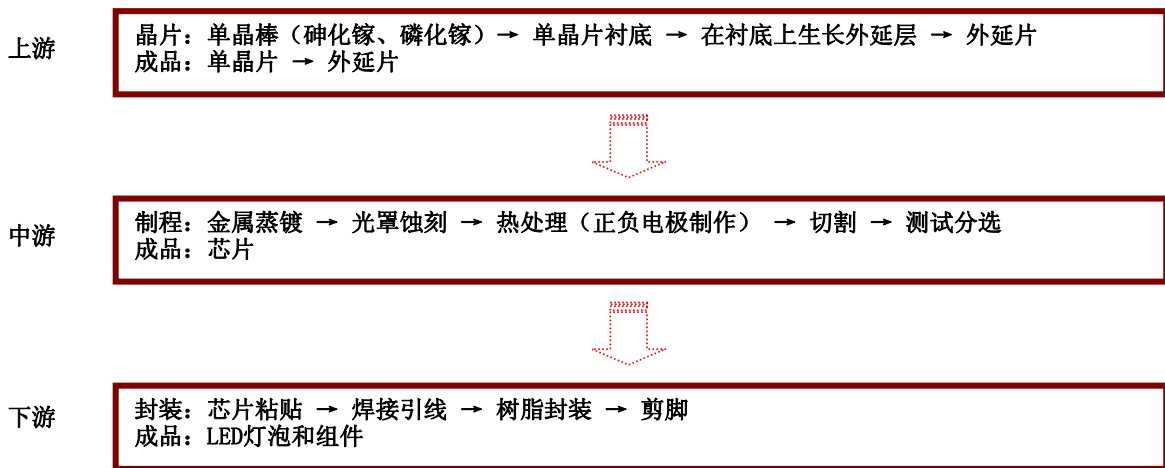 上游
晶片：单晶棒（砷化镓、磷化镓）→ 单晶片衬底 → 在衬底上生长外延层 → 外延片
成品：单晶片 → 外延片
中游
制程：金属蒸镀 → 光罩蚀刻 → 热处理（正负电极制作） → 切割 → 测试分选
成品：芯片
下游
封装：芯片粘贴 → 焊接引线 → 树脂封装 → 剪脚
成品：LED灯泡和组件